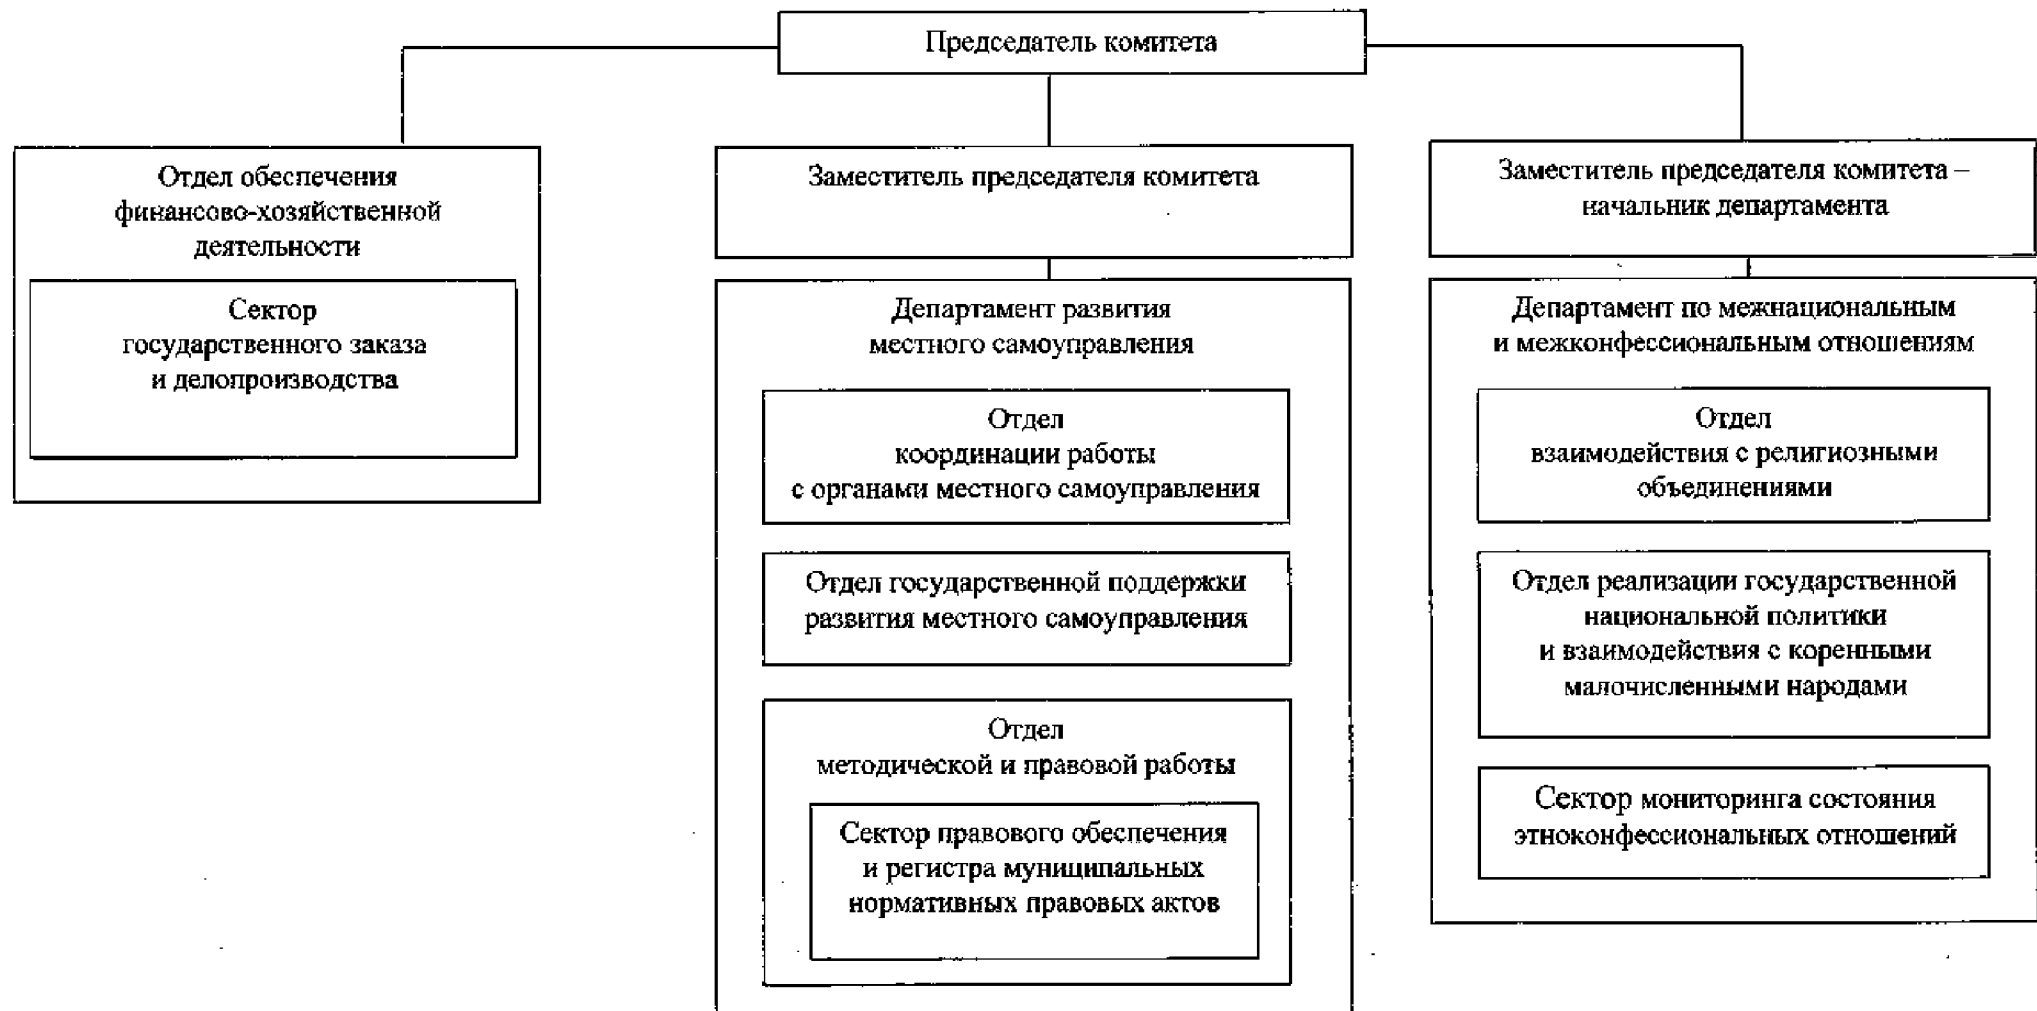 Председатель комитета
Отдел обеспечения
финансово-хозяйственной
деятельности
Сектор
государственного заказа
и делопроизводства
Заместитель председателя комитета
Департамент развития
местного самоуправления
Отдел
координации работы
с органами местного самоуправления
Отдел государственной поддержки
развития местного самоуправления
Отдел
методической и правовой работы
Сектор правового обеспечения
и регистра муниципальных
нормативных правовых актов
Заместитель председателя комитета –
начальник департамента
Департамент по межнациональным
и межконфессиональным отношениям
Отдел
взаимодействия с религиозными
объединениями
Отдел реализации государственной
национальной политики
и взаимодействия с коренными
малочисленными народами
Сектор мониторинга состояния
этноконфессиональных отношений